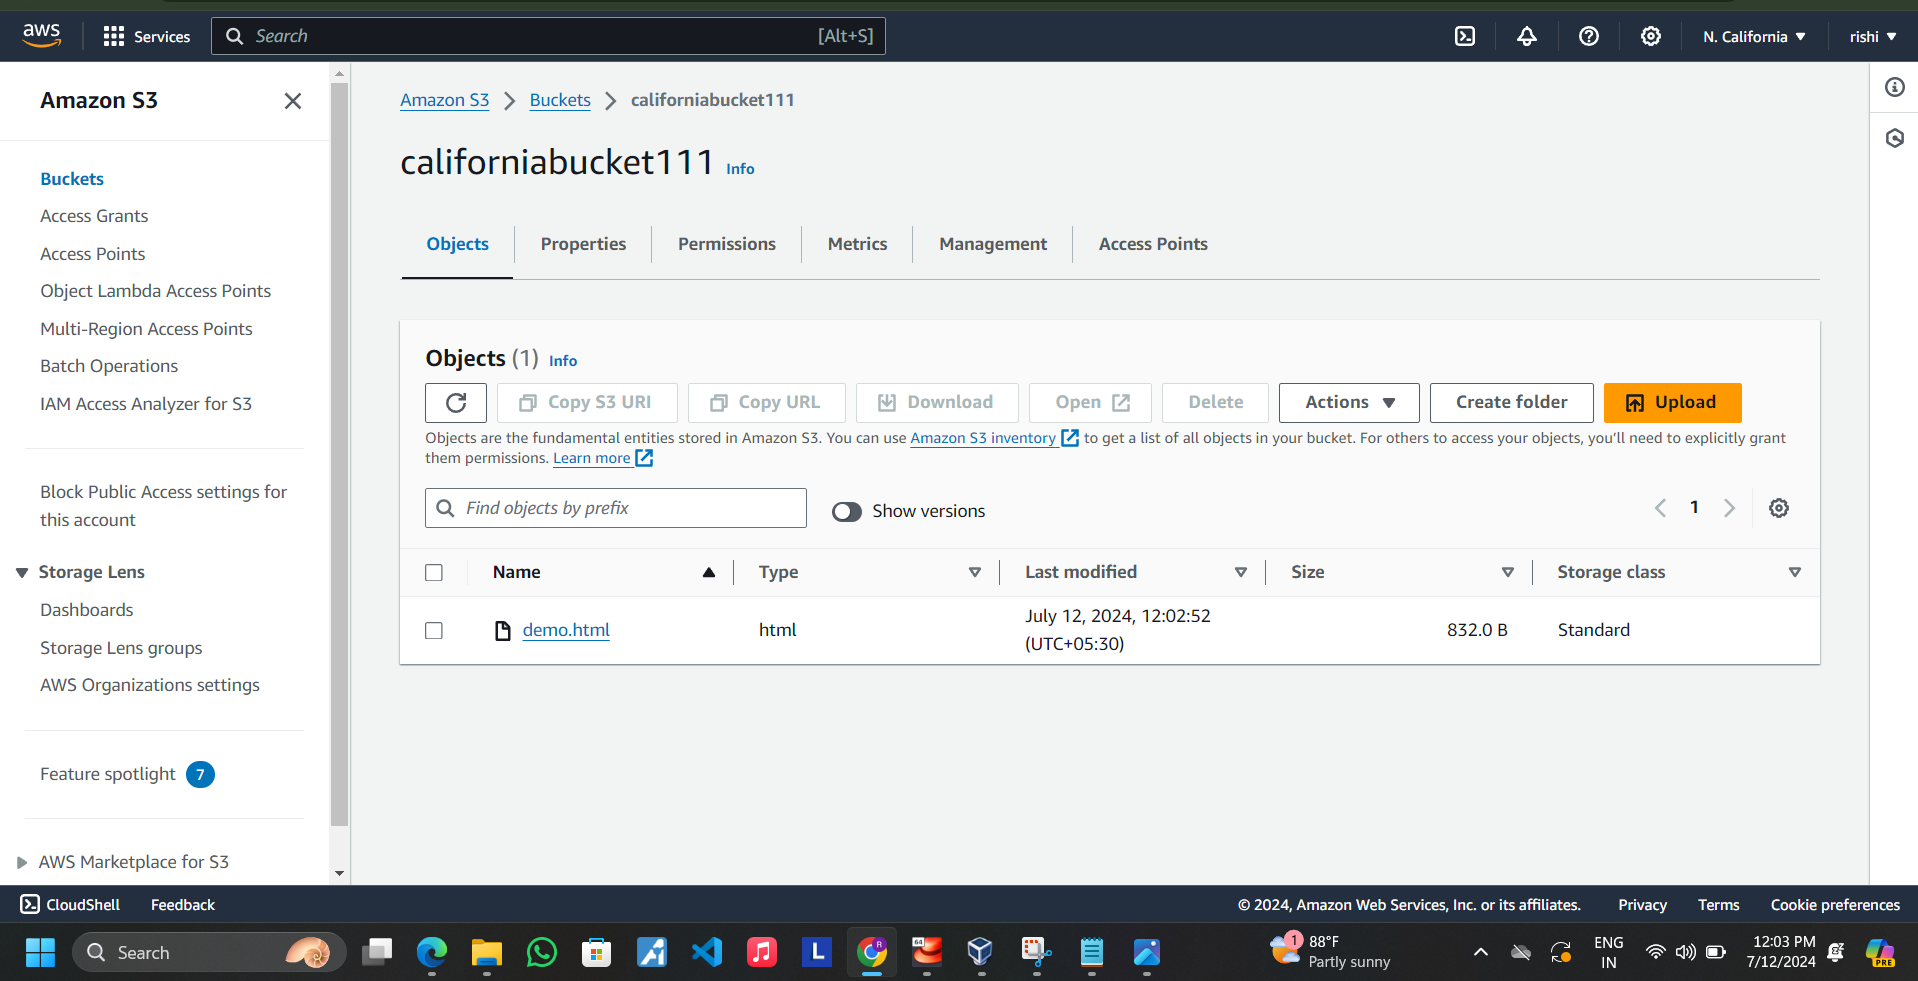 aws
Services
Search
[Alt+S]
N. California
rishi
Amazon S3
Buckets
Access Grants
Access Points
Object Lambda Access Points
Multi-Region Access Points
Batch Operations
IAM Access Analyzer for S3
Block Public Access settings for
this account
Storage Lens
Dashboards
Storage Lens groups
AWS Organizations settings
Feature spotlight 7
AWS Marketplace for S3
Amazon S3 > Buckets > californiabucket111
californiabucket111 Info
Objects
Properties
Permissions
Metrics
Management
Access Points
Objects (1) Info
Copy S3 URI
Copy URL
Download
Open
Delete
Actions
Create folder
Upload
Objects are the fundamental entities stored in Amazon S3. You can use Amazon S3 inventory to get a list of all objects in your bucket. For others to access your objects, you’ll need to explicitly grant
them permissions. Learn more
Find objects by prefix
Show versions
1
Name
Type
Last modified
Size
Storage class
demo.html
html
July 12, 2024, 12:02:52
(UTC+05:30)
832.0 B
Standard
CloudShell
Feedback
© 2024, Amazon Web Services, Inc. or its affiliates.
Privacy
Terms
Cookie preferences
Search
L
R
64
1
88°F
Partly sunny
ENG
IN
12:03 PM
7/12/2024
PRE